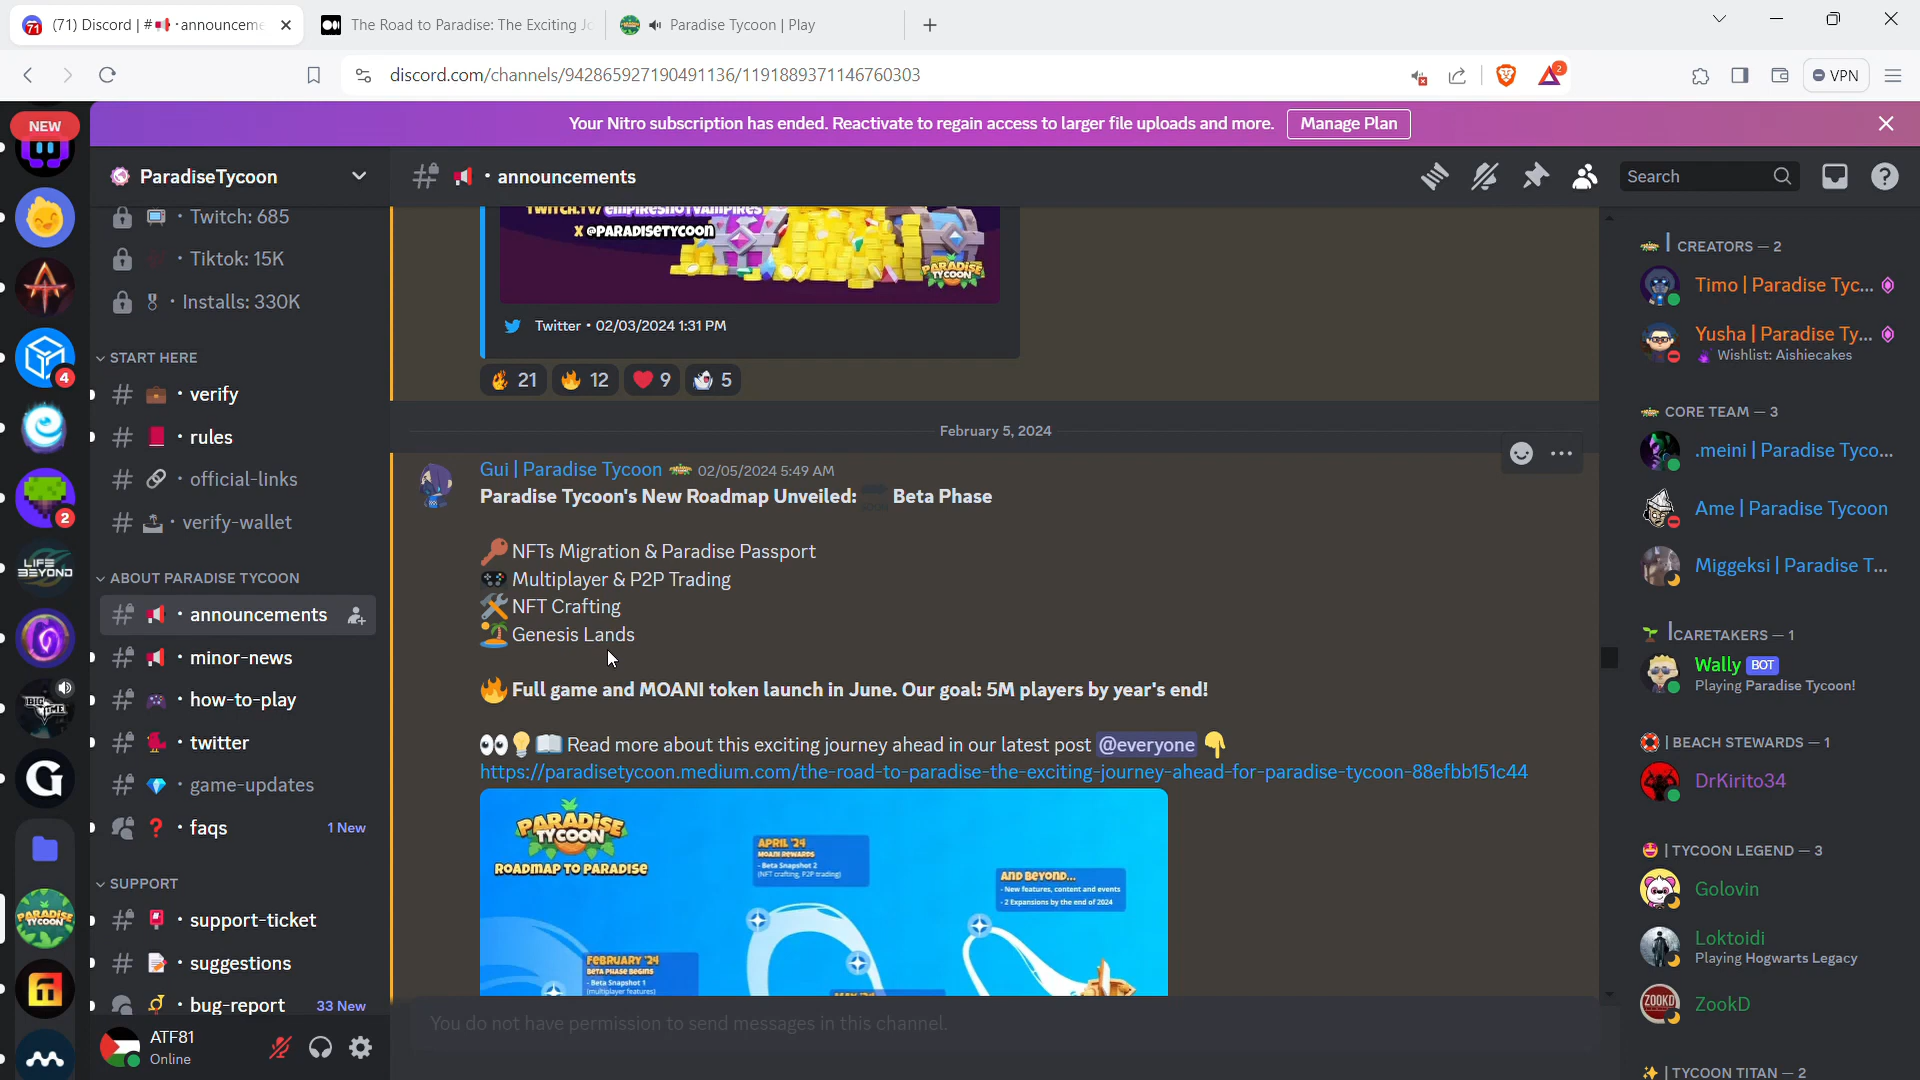 (71) Discord | # · announceme
The Road to Paradise: The Exciting Jo
Paradise Tycoon | Play
discord.com/channels/942865927190491136/1191889371146760303
2
VPN
NEW
Your Nitro subscription has ended. Reactivate to regain access to larger file uploads and more.
Manage Plan
ParadiseTycoon
· announcements
Search
· Twitch: 685
· Tiktok: 15K
· Installs: 330K
START HERE
· verify
· rules
· official-links
· verify-wallet
ABOUT PARADISE TYCOON
· announcements
· minor-news
· how-to-play
· twitter
· game-updates
· faqs
1 New
SUPPORT
· support-ticket
· suggestions
· bug-report
33 New
ATF81
Online
4
2
LIFE
BEYOND
BIG
TIME
PARADISE
TYCOON
TWITCH.TV/EMPIRESNOTVAMPIRES
X @PARADISETYCOON
PARADISE
TYCOON
Twitter • 02/03/2024 1:31 PM
21
12
9
5
February 5, 2024
Gui | Paradise Tycoon 02/05/2024 5:49 AM
Paradise Tycoon's New Roadmap Unveiled: SOON Beta Phase
NFTs Migration & Paradise Passport
Multiplayer & P2P Trading
NFT Crafting
Genesis Lands
Full game and MOANI token launch in June. Our goal: 5M players by year's end!
Read more about this exciting journey ahead in our latest post @everyone
https://paradisetycoon.medium.com/the-road-to-paradise-the-exciting-journey-ahead-for-paradise-tycoon-88efbb151c44
PARADISE
TYCOON
ROADMAP TO PARADISE
APRIL '24
MOANI REWARDS
- Beta Snapshot 2
(NFT crafting, P2P trading)
AND BEYOND...
- New features, content and events
- 2 Expansions by the end of 2024
FEBRUARY '24
BETA PHASE BEGINS
- Beta Snapshot 1
(multiplayer features)
MAY '24
You do not have permission to send messages in this channel.
CREATORS — 2
Timo | Paradise Tyc...
Yusha | Paradise Ty...
Wishlist: Aishiecakes
CORE TEAM — 3
.meini | Paradise Tyco...
Ame | Paradise Tycoon
Miggeksi | Paradise T...
CARETAKERS — 1
Wally BOT
Playing Paradise Tycoon!
| BEACH STEWARDS — 1
DrKirito34
| TYCOON LEGEND — 3
Golovin
Loktoidi
Playing Hogwarts Legacy
ZOOKD
ZookD
| TYCOON TITAN — 2